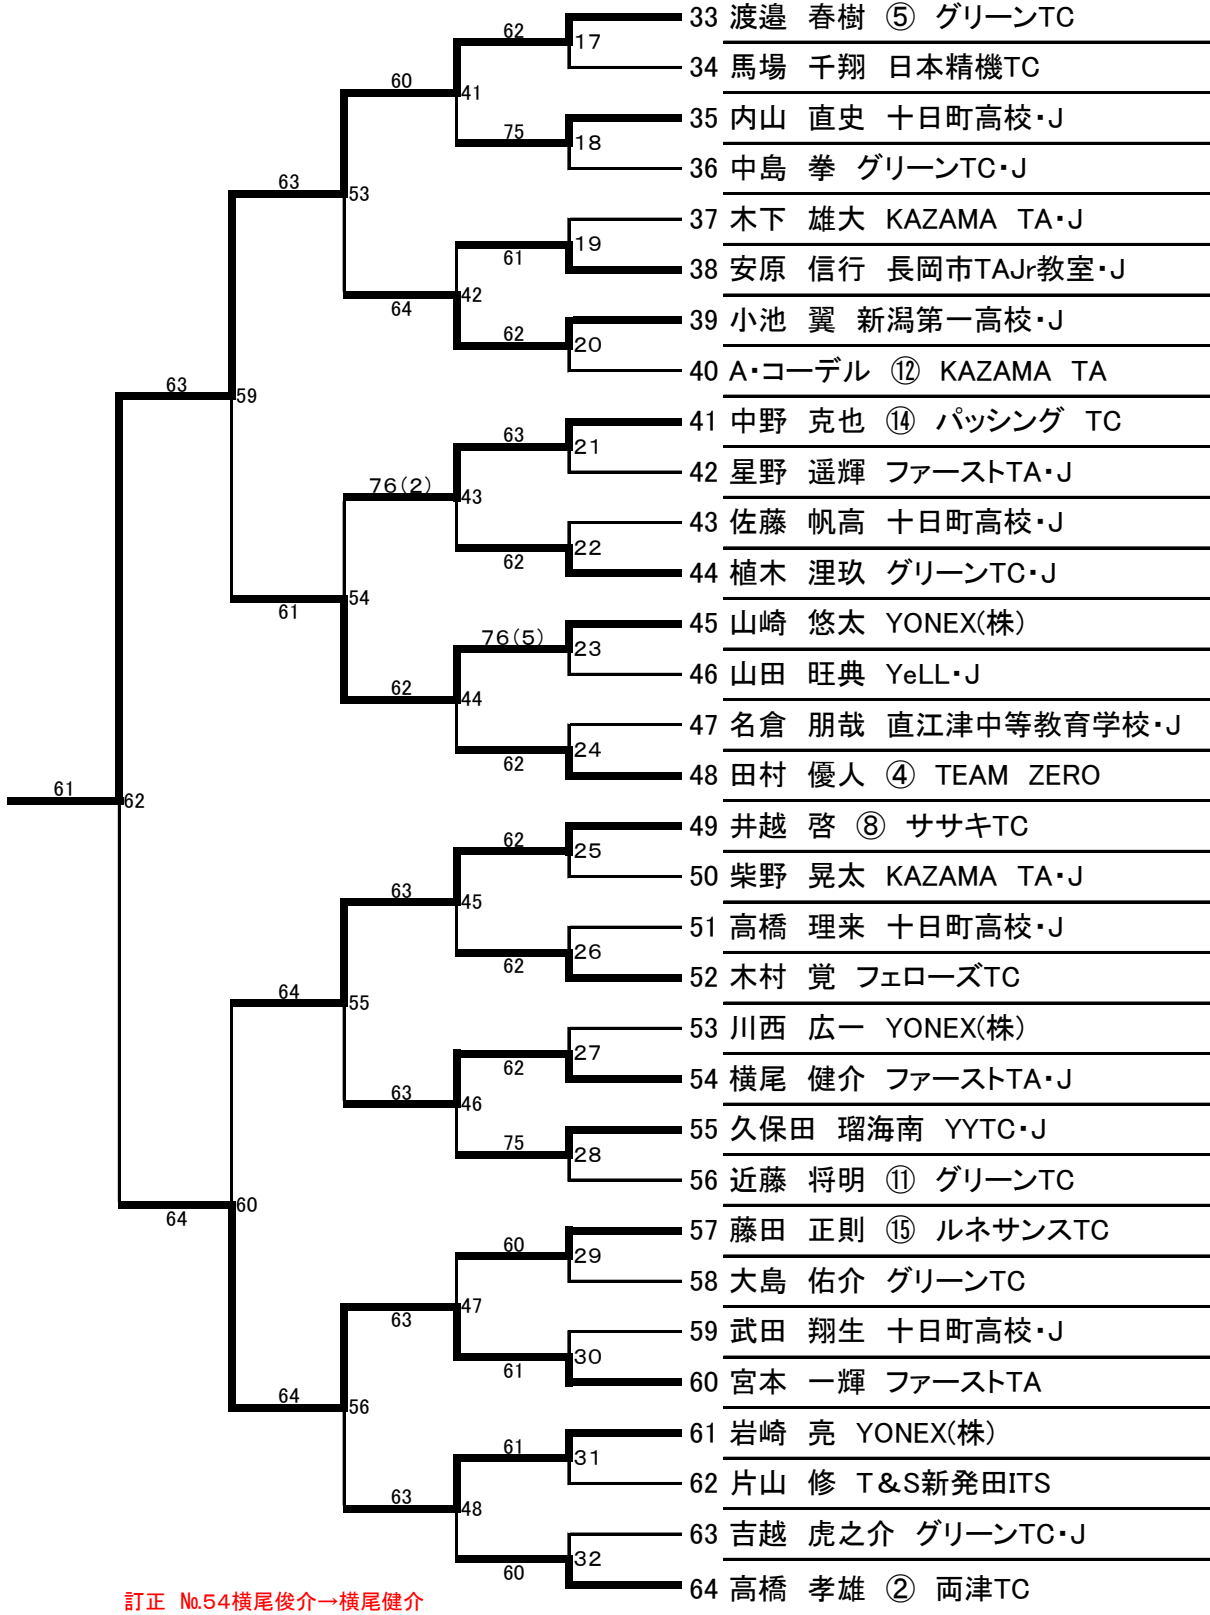 33 渡邉 春樹 ⑤ グリーンTC
62
17
34 馬場 千翔 日本精機TC
60
41
35 内山 直史 十日町高校・J
75
18
36 中島 拳 グリーンTC・J
63
53
37 木下 雄大 KAZAMA TA・J
19
61
38 安原 信行 長岡市TAJr教室・J
42
64
39 小池 翼 新潟第一高校・J
62
20
40 A・コーデル ⑫ KAZAMA TA
63
59
41 中野 克也 ⑭ パッシング TC
63
21
42 星野 遥輝 ファーストTA・J
76(2)
43
43 佐藤 帆高 十日町高校・J
22
62
44 植木 浬玖 グリーンTC・J
54
61
45 山崎 悠太 YONEX(株)
76(5)
23
46 山田 旺典 YeLL・J
62
44
47 名倉 朋哉 直江津中等教育学校・J
24
62
48 田村 優人 ④ TEAM ZERO
61
62
49 井越 啓 ⑧ ササキTC
62
25
50 柴野 晃太 KAZAMA TA・J
63
45
51 高橋 理来 十日町高校・J
26
62
52 木村 覚 フェローズTC
64
55
53 川西 広一 YONEX(株)
27
62
54 横尾 健介 ファーストTA・J
63
46
55 久保田 瑠海南 YYTC・J
75
28
56 近藤 将明 ⑪ グリーンTC
60
64
57 藤田 正則 ⑮ ルネサンスTC
60
29
58 大島 佑介 グリーンTC
47
63
59 武田 翔生 十日町高校・J
30
61
60 宮本 一輝 ファーストTA
64
56
61 岩崎 亮 YONEX(株)
61
31
62 片山 修 T&S新発田ITS
63
48
63 吉越 虎之介 グリーンTC・J
32
60
64 高橋 孝雄 ② 両津TC
訂正 №54横尾俊介→横尾健介